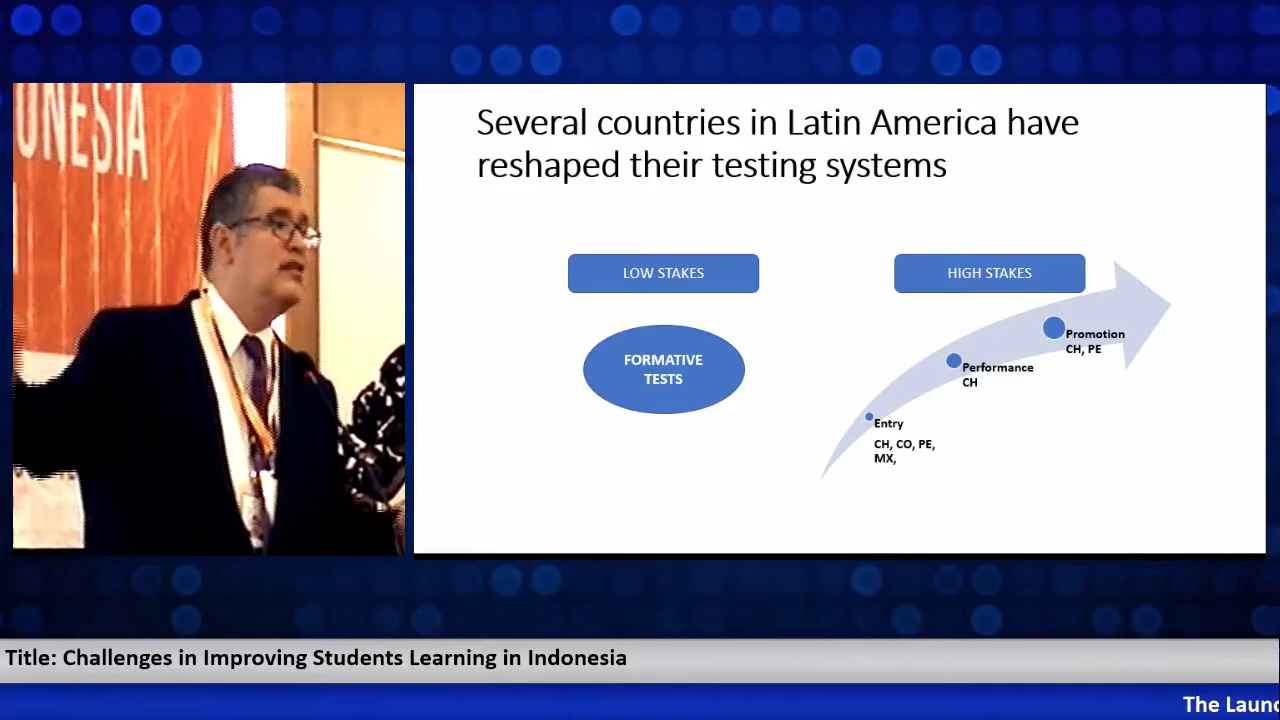 ONESIA
Several countries in Latin America have
reshaped their testing systems
LOW STAKES
HIGH STAKES
FORMATIVE
TESTS
Promotion
CH, PE
Performance
CH
Entry
CH, CO, PE,
MX,
Title: Challenges in Improving Students Learning in Indonesia
The Launc